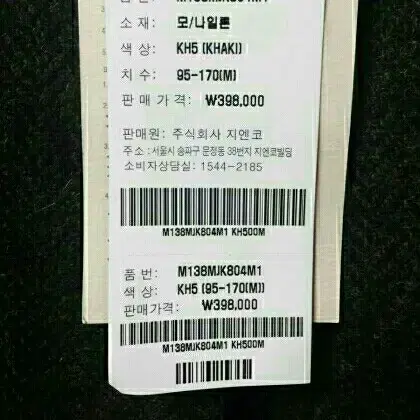 M138MJK804M1
소 재: 모/나일론
색 상: KH5 (KHAKI)
치 수: 95-170(M)
판 매 가 격: ₩398,000
판매원: 주식회사 지엔코
주소: 서울시 송파구 문정동 38번지 지엔코빌딩
소비자상담실: 1544-2185
M138MJK804M1 KH500M
품 번: M138MJK804M1
색 상: KH5 (95-170(M))
판매가격: ₩398,000
M138MJK804M1 KH500M